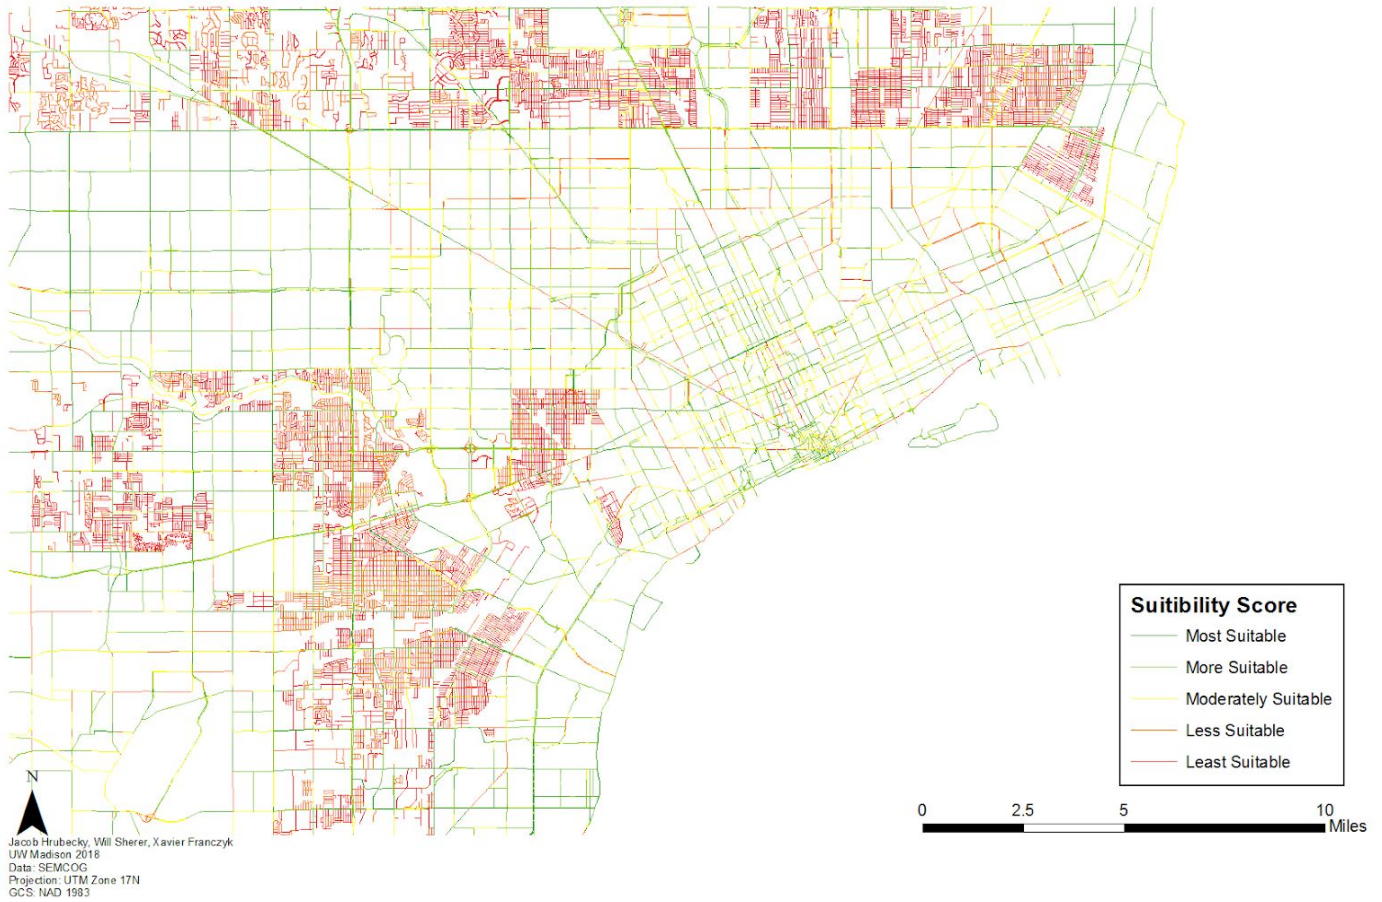 Suitibility Score
Most Suitable
More Suitable
Moderately Suitable
Less Suitable
Least Suitable
N
0 2.5 5 10
Miles
Jacob Hrubecky, Will Sherer, Xavier Franczyk
UW Madison 2018
Data: SEMCOG
Projection: UTM Zone 17N
GCS: NAD 1983